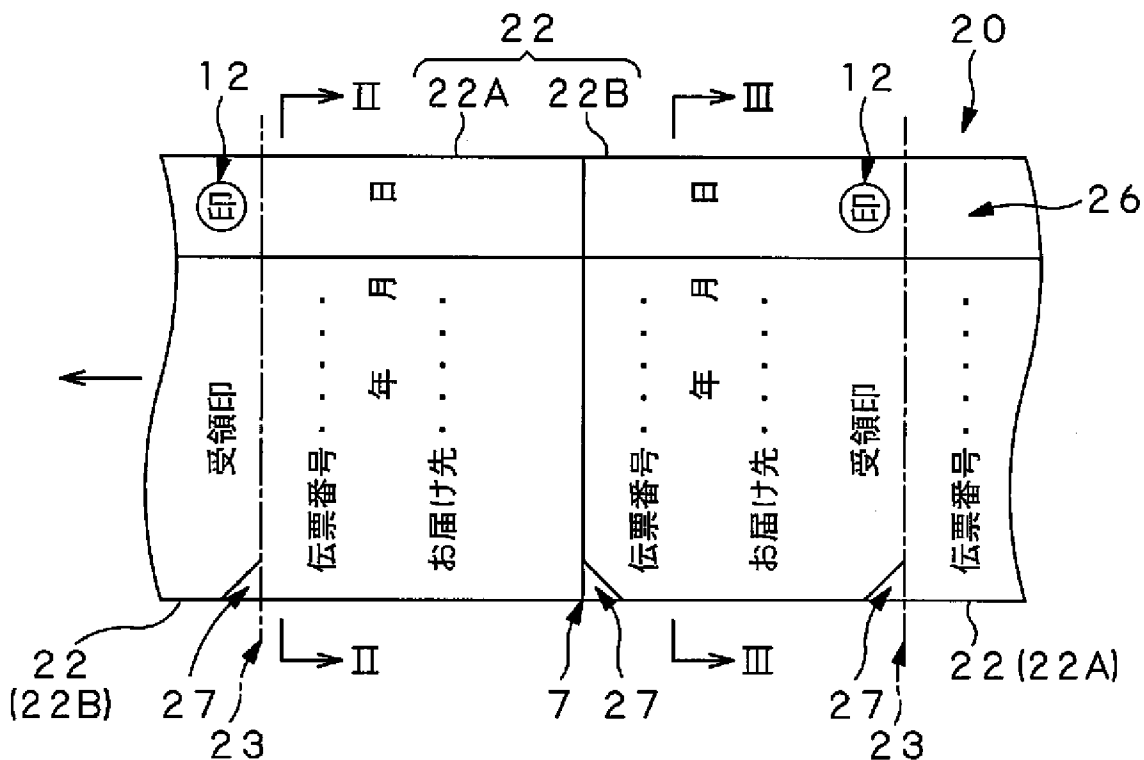 22
20
12
II
22A
22B
III
12
印
日
日
印
26
月
月
年
年
受領印
伝票番号
お届け先
伝票番号
お届け先
受領印
伝票番号
22
(22B)
27
23
II
7
27
III
27
23
22(22A)